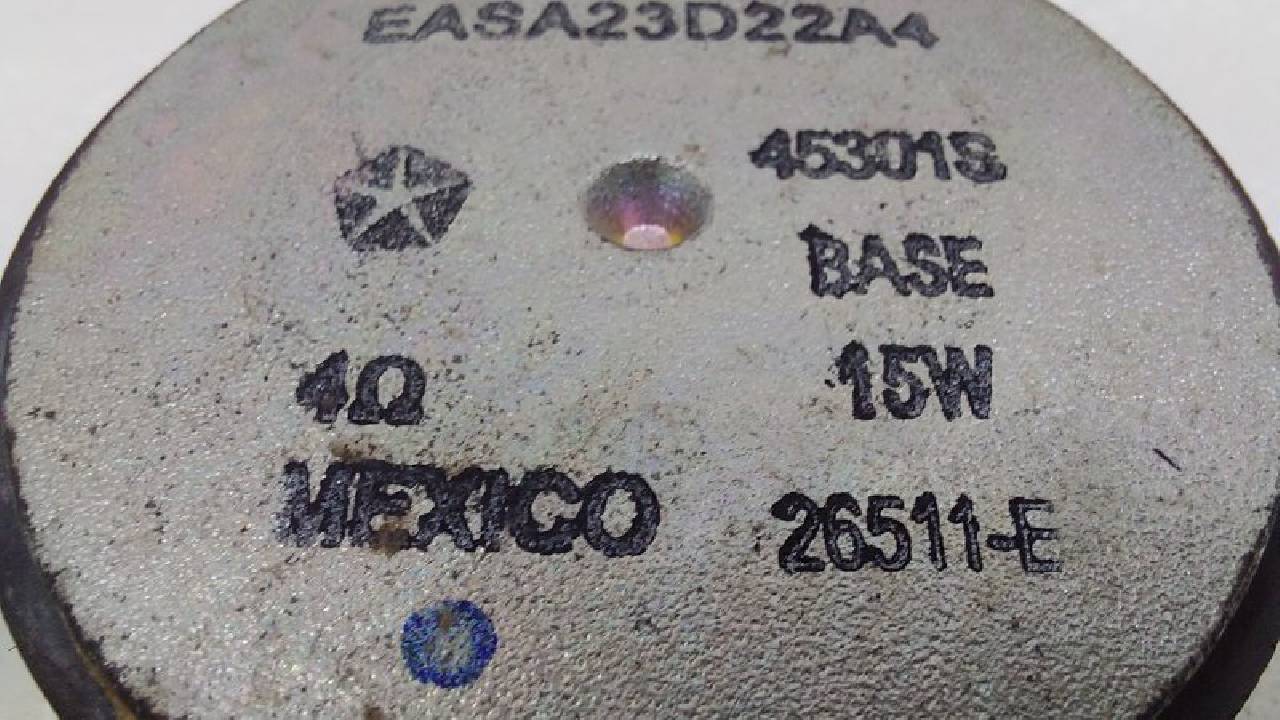 EASA23D22A4
45301S
BASE
4Ω 15W
MEXICO 26511-E